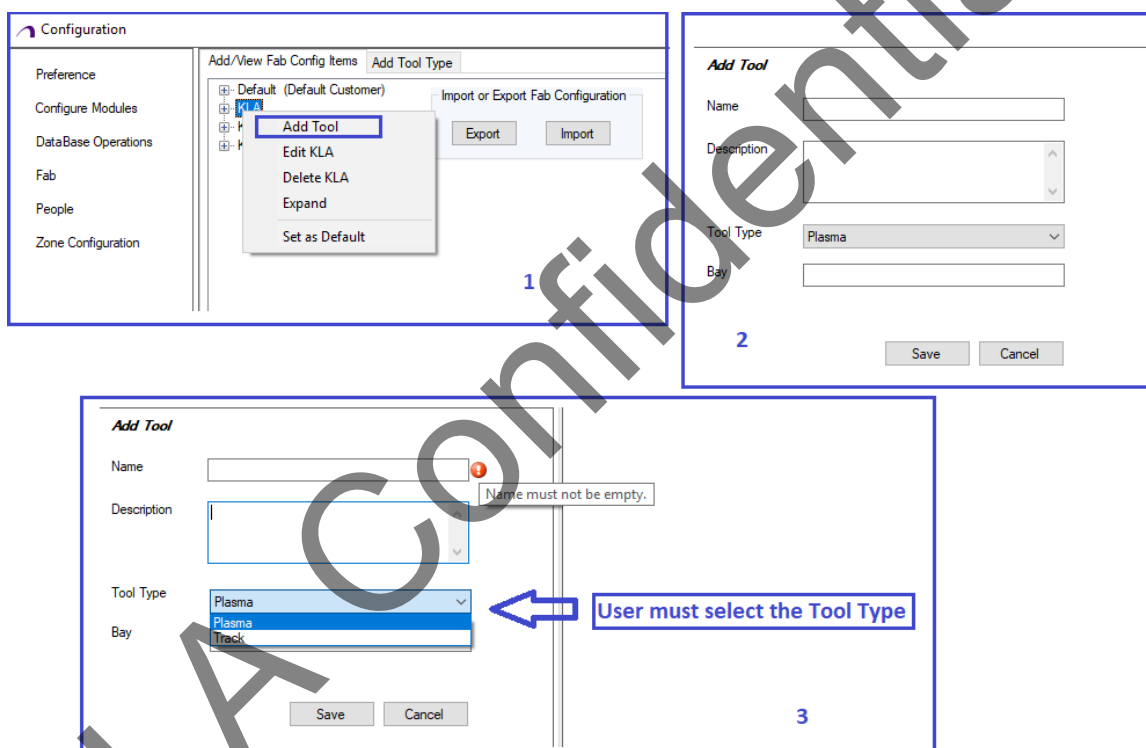 Configuration
Preference
Configure Modules
DataBase Operations
Fab
People
Zone Configuration
Add/View Fab Config Items Add Tool Type
Default (Default Customer)
KLA
K
K
Add Tool
Edit KLA
Delete KLA
Expand
Set as Default
Import or Export Fab Configuration
Export Import
1
Add Tool
Name
Description
Tool Type Plasma
Bay
Save Cancel
2
Add Tool
Name
Name must not be empty.
Description
Tool Type Plasma
Plasma
Track
Bay
Save Cancel
User must select the Tool Type
3
A Confidential